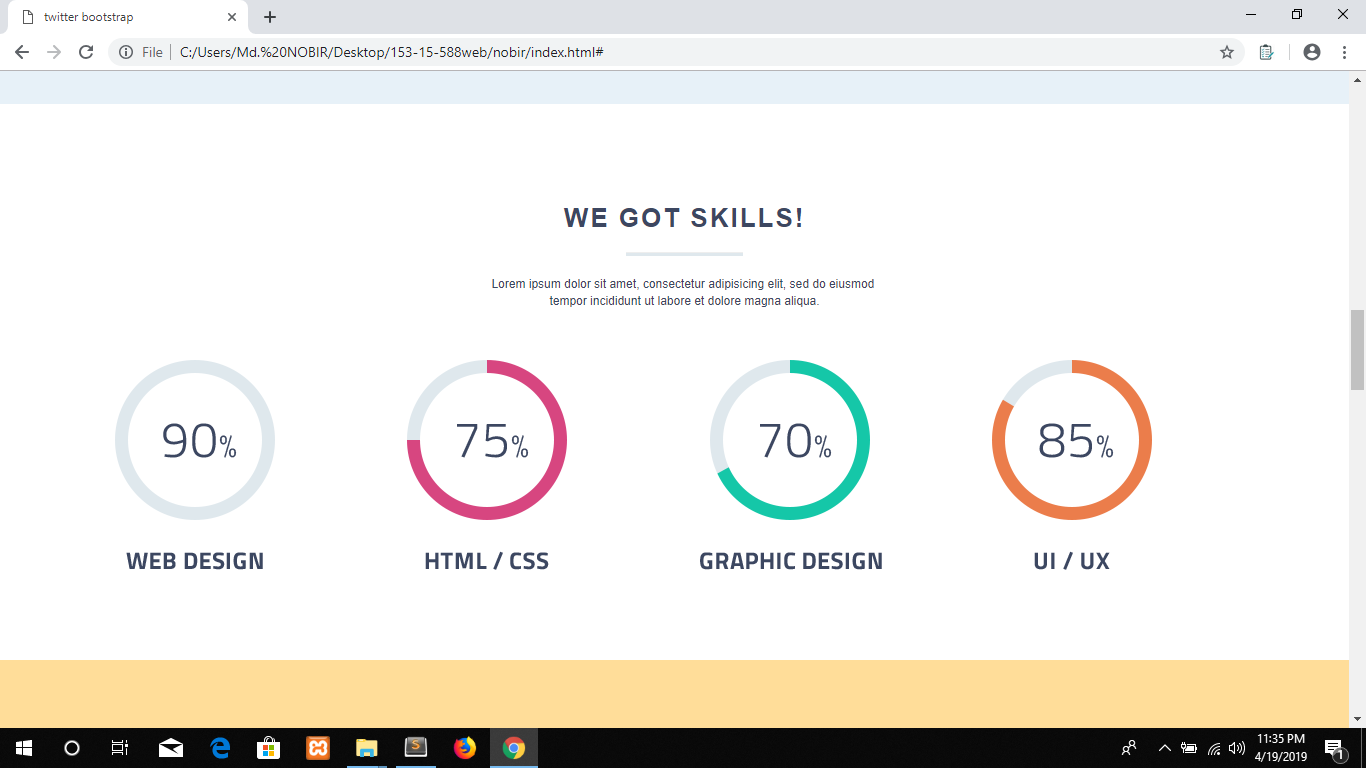 twitter bootstrap
File C:/Users/Md.%20NOBIR/Desktop/153-15-588web/nobir/index.html#
WE GOT SKILLS!
Lorem ipsum dolor sit amet, consectetur adipisicing elit, sed do eiusmod
tempor incididunt ut labore et dolore magna aliqua.
90% 75% 70% 85%
WEB DESIGN HTML / CSS GRAPHIC DESIGN UI / UX
11:35 PM
4/19/2019
1